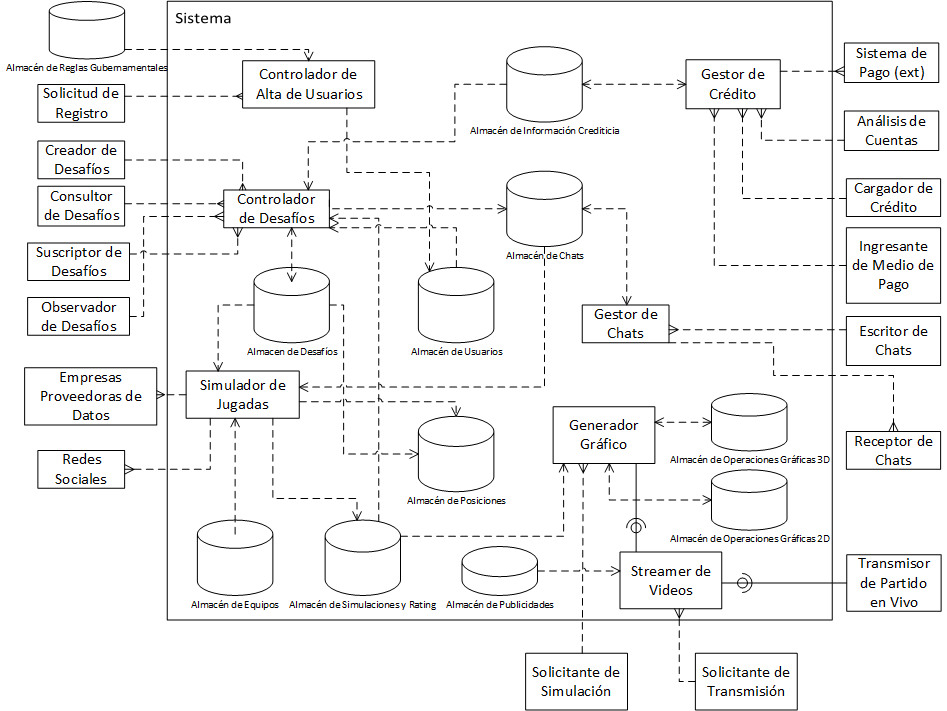 Sistema
Almacén de Reglas Gubernamentales
Solicitud de
Registro
Controlador de
Alta de Usuarios
Almacén de Información Crediticia
Gestor de
Crédito
Sistema de
Pago (ext)
Análisis de
Cuentas
Creador de
Desafíos
Consultor
de Desafíos
Controlador
de Desafíos
Suscriptor de
Desafíos
Observador
de Desafíos
Almacén de Chats
Cargador de
Crédito
Ingresante
de Medio de
Pago
Almacen de Desafíos
Almacén de Usuarios
Gestor de
Chats
Escritor de
Chats
Empresas
Proveedoras de
Datos
Simulador de
Jugadas
Redes
Sociales
Almacén de Posiciones
Generador
Gráfico
Almacén de Operaciones Gráficas 3D
Receptor de
Chats
Almacén de Operaciones Gráficas 2D
Almacén de Equipos
Almacén de Simulaciones y Rating
Almacén de Publicidades
Streamer de
Videos
Transmisor
de Partido
en Vivo
Solicitante de
Simulación
Solicitante de
Transmisión